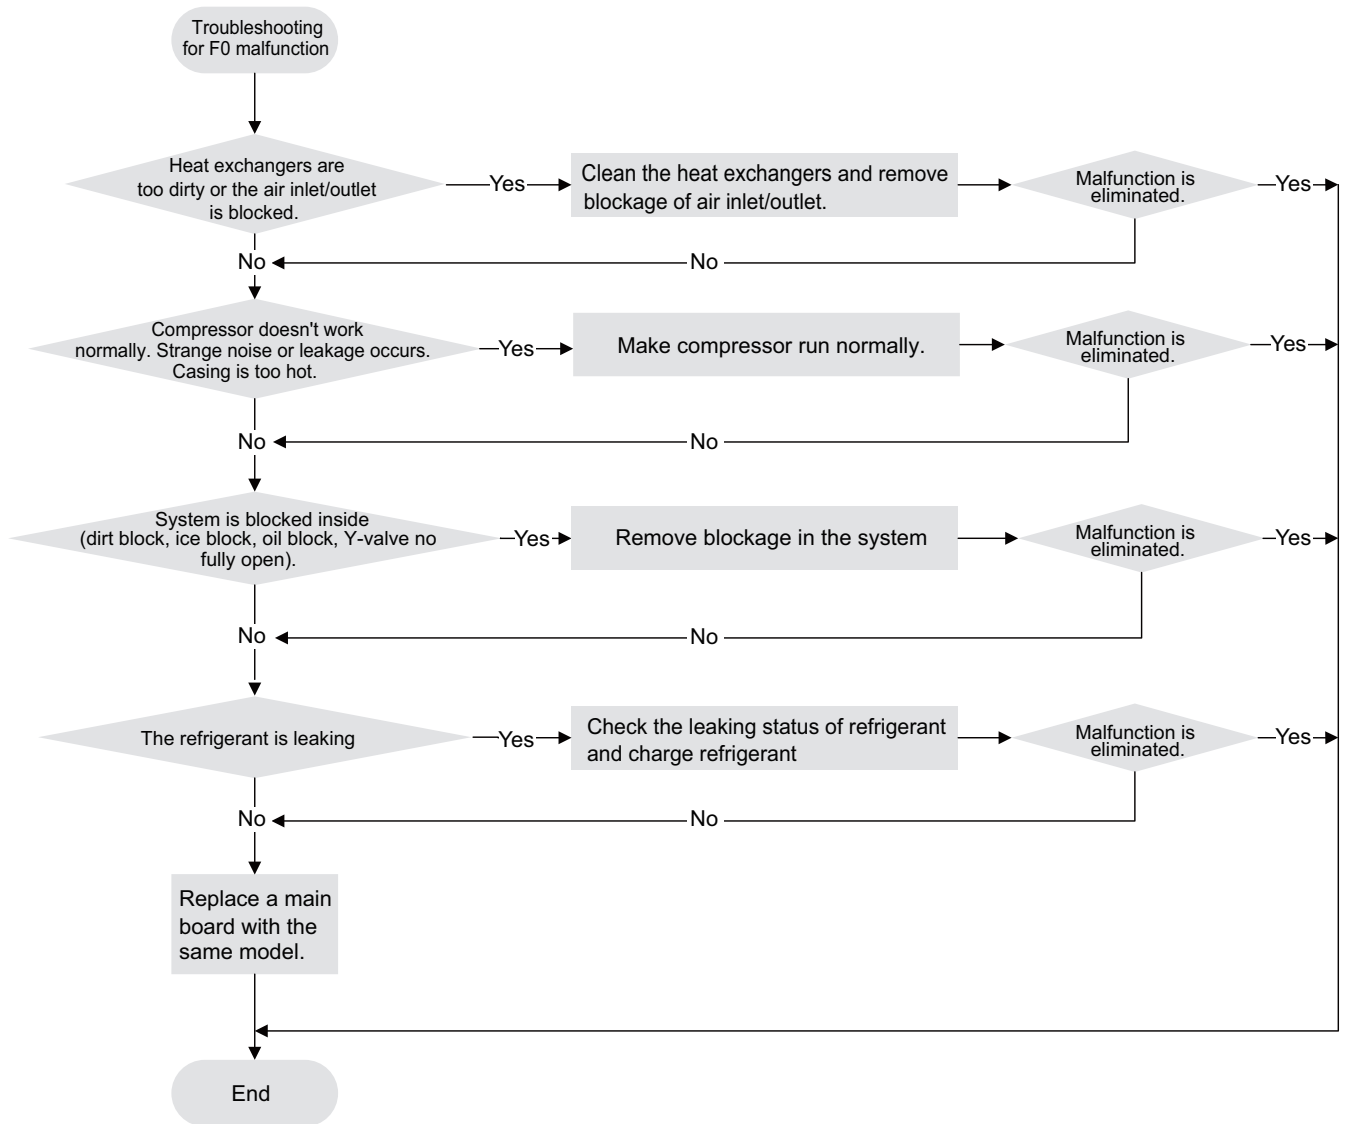 Troubleshooting
for F0 malfunction
Heat exchangers are
too dirty or the air inlet/outlet
is blocked.
Yes
Clean the heat exchangers and remove
blockage of air inlet/outlet.
Malfunction is
eliminated.
Yes
No
No
Compressor doesn't work
normally. Strange noise or leakage occurs.
Casing is too hot.
Yes
Make compressor run normally.
Malfunction is
eliminated.
Yes
No
No
System is blocked inside
(dirt block, ice block, oil block, Y-valve no
fully open).
Yes
Remove blockage in the system
Malfunction is
eliminated.
Yes
No
No
The refrigerant is leaking
Yes
Check the leaking status of refrigerant
and charge refrigerant
Malfunction is
eliminated.
Yes
No
No
Replace a main
board with the
same model.
End